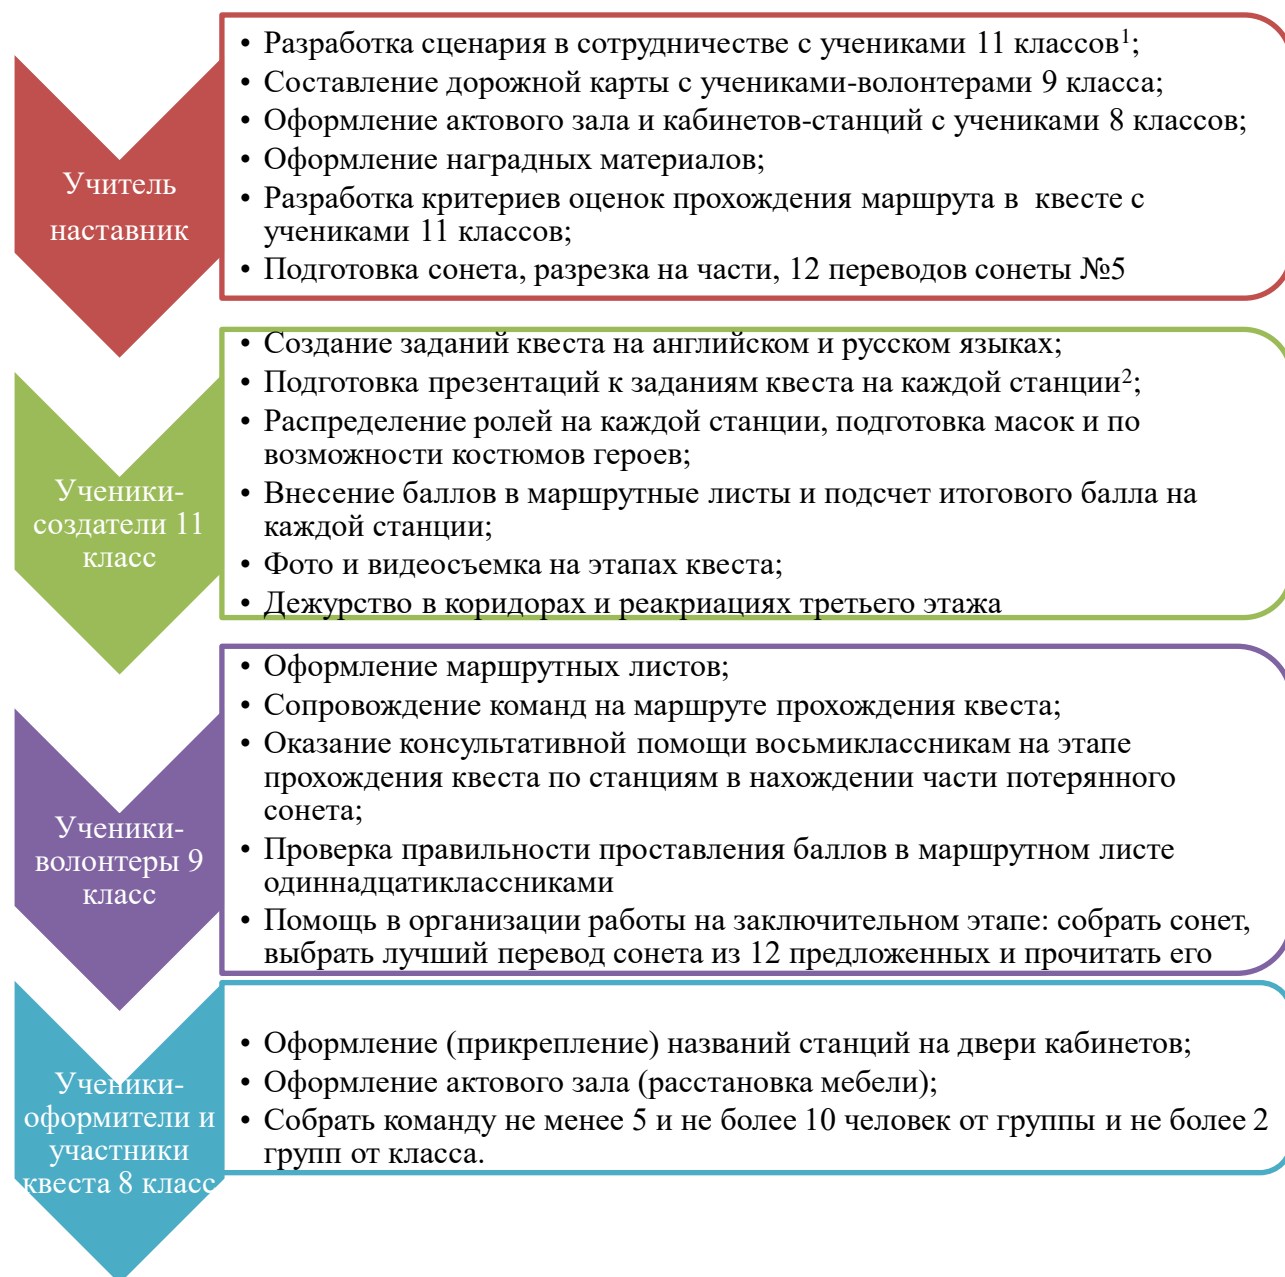 Учитель
наставник
• Разработка сценария в сотрудничестве с учениками 11 классов¹;
• Составление дорожной карты с учениками-волонтерами 9 класса;
• Оформление актового зала и кабинетов-станций с учениками 8 классов;
• Оформление наградных материалов;
• Разработка критериев оценок прохождения маршрута в квесте с
учениками 11 классов;
• Подготовка сонета, разрезка на части, 12 переводов сонеты №5
Ученики-
создатели 11
класс
• Создание заданий квеста на английском и русском языках;
• Подготовка презентаций к заданиям квеста на каждой станции²;
• Распределение ролей на каждой станции, подготовка масок и по
возможности костюмов героев;
• Внесение баллов в маршрутные листы и подсчет итогового балла на
каждой станции;
• Фото и видеосъемка на этапах квеста;
• Дежурство в коридорах и реакриациях третьего этажа
Ученики-
волонтеры 9
класс
• Оформление маршрутных листов;
• Сопровождение команд на маршруте прохождения квеста;
• Оказание консультативной помощи восьмиклассникам на этапе
прохождения квеста по станциям в нахождении части потерянного
сонета;
• Проверка правильности проставления баллов в маршрутном листе
одиннадцатиклассниками
• Помощь в организации работы на заключительном этапе: собрать сонет,
выбрать лучший перевод сонета из 12 предложенных и прочитать его
Ученики-
оформители и
участники
квеста 8 класс
• Оформление (прикрепление) названий станций на двери кабинетов;
• Оформление актового зала (расстановка мебели);
• Собрать команду не менее 5 и не более 10 человек от группы и не более 2
групп от класса.